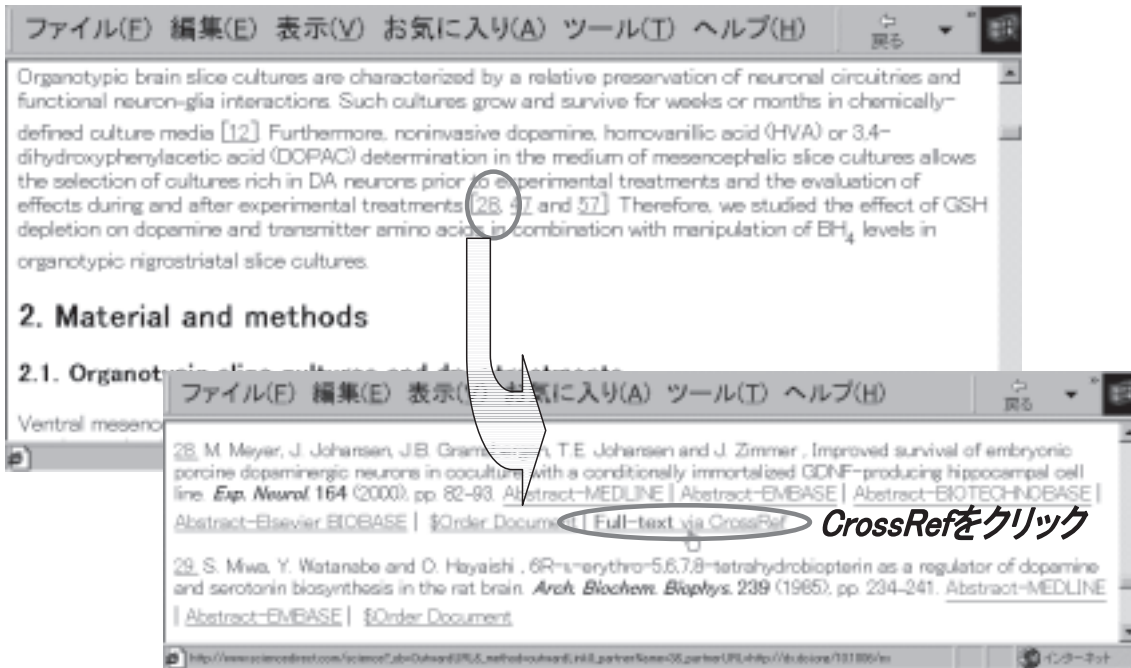 ファイル(F) 編集(E) 表示(V) お気に入り(A) ツール(T) ヘルプ(H) 戻る
Organotypic brain slice cultures are characterized by a relative preservation of neuronal circuitries and
functional neuron-glia interactions. Such cultures grow and survive for weeks or months in chemically-
defined culture media [12]. Furthermore, noninvasive dopamine, homovanillic acid (HVA) or 3,4-
dihydroxyphenylacetic acid (DOPAC) determination in the medium of mesencephalic slice cultures allows
the selection of cultures rich in DA neurons prior to experimental treatments and the evaluation of
effects during and after experimental treatments [28, 47 and 57]. Therefore, we studied the effect of GSH
depletion on dopamine and transmitter amino acids in combination with manipulation of BH4 levels in
organotypic nigrostriatal slice cultures.
2. Material and methods
2.1. Organotypic slice cultures and treatments
Ventral mesenc
ファイル(F) 編集(E) 表示(V) お気に入り(A) ツール(T) ヘルプ(H) 戻る
28. M. Meyer, J. Johansen, J.B. T.E. Johansen and J. Zimmer , Improved survival of embryonic
porcine dopaminergic neurons in coculture with a conditionally immortalized GDNF-producing hippocampal cell
line. Exp. Neurol. 164 (2000), pp. 82–93. Abstract-MEDLINE | Abstract-EMBASE | Abstract-BIOTECHNOBASE |
Abstract-Elsevier BIOBASE | $Order Document | Full-text via CrossRef
CrossRefをクリック
29. S. Miwa, Y. Watanabe and O. Hayaishi , 6R-L-erythro-5,6,7,8-tetrahydrobiopterin as a regulator of dopamine
and serotonin biosynthesis in the rat brain. Arch. Biochem. Biophys. 239 (1985), pp. 234–241. Abstract-MEDLINE
| Abstract-EMBASE | $Order Document
インターネット